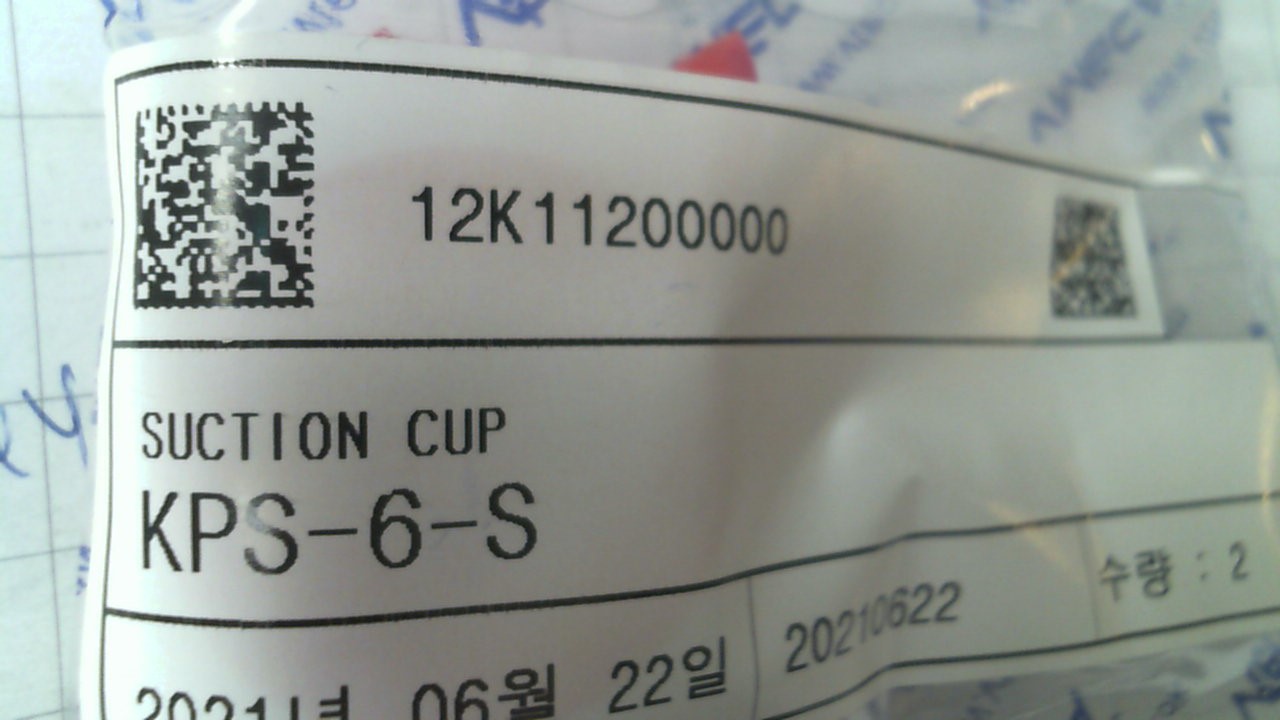 12K11200000
SUCTION CUP
KPS-6-S
2021년 06월 22일
20210622
수량 : 2